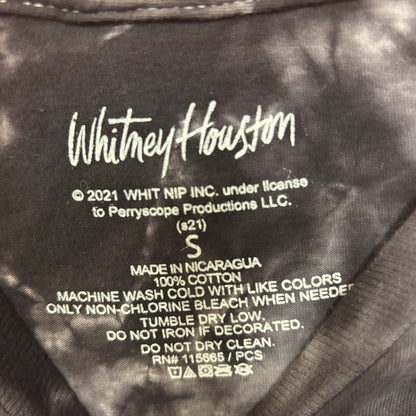 Whitney Houston
© 2021 WHIT NIP INC. under license
to Perryscope Productions LLC.
(s21)
S
MADE IN NICARAGUA
100% COTTON
MACHINE WASH COLD WITH LIKE COLORS
ONLY NON-CHLORINE BLEACH WHEN NEEDED
TUMBLE DRY LOW.
DO NOT IRON IF DECORATED.
DO NOT DRY CLEAN.
RN# 115665 / PCS